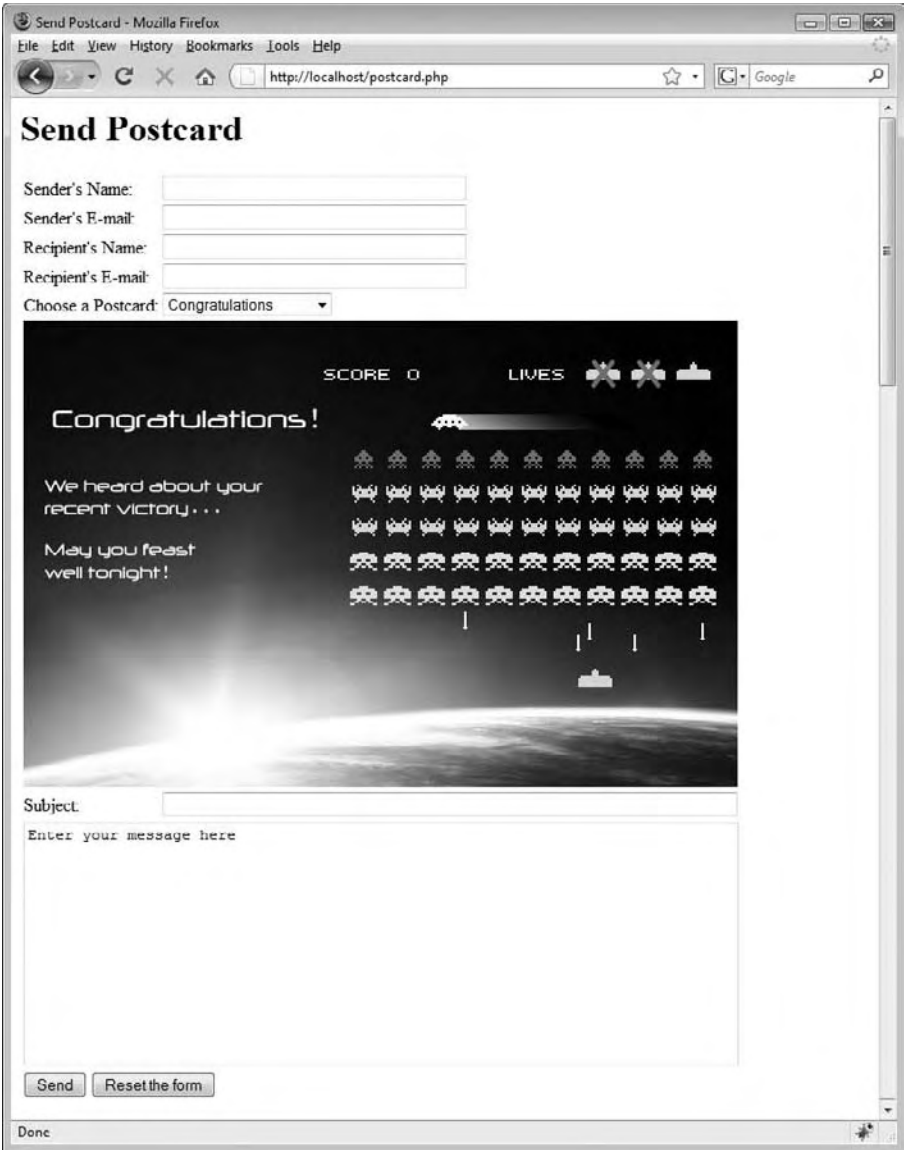 Send Postcard - Mozilla Firefox
File Edit View History Bookmarks Tools Help
http://localhost/postcard.php
G Google
Send Postcard
Sender's Name:
Sender's E-mail:
Recipient's Name:
Recipient's E-mail:
Choose a Postcard: Congratulations
SCORE 0 LIVES
Congratulations!
We heard about your
recent victory...
May you feast
well tonight!
Subject:
Enter your message here
Send Reset the form
Done